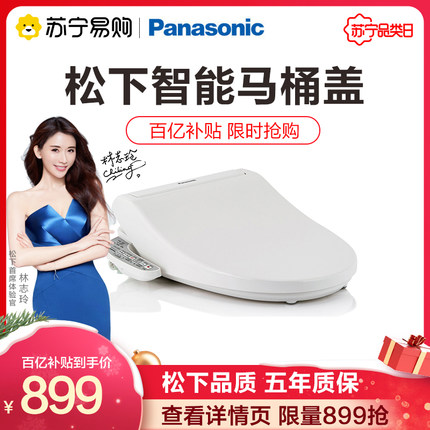 苏宁易购 Panasonic
苏宁品类日
松下智能马桶盖
百亿补贴 限时抢购
林志玲
Chiling
松下首席体验官
林志玲
百亿补贴到手价
¥899
松下品质 五年质保
查看详情页 限量899抢